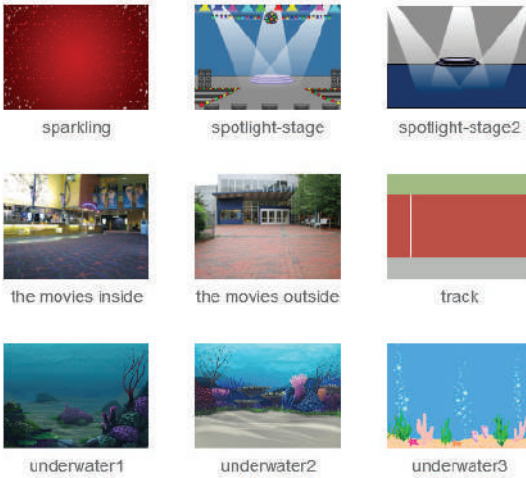 sparkling
spotlight-stage
spotlight-stage2
the movies inside
the movies outside
track
underwater1
underwater2
underwater3